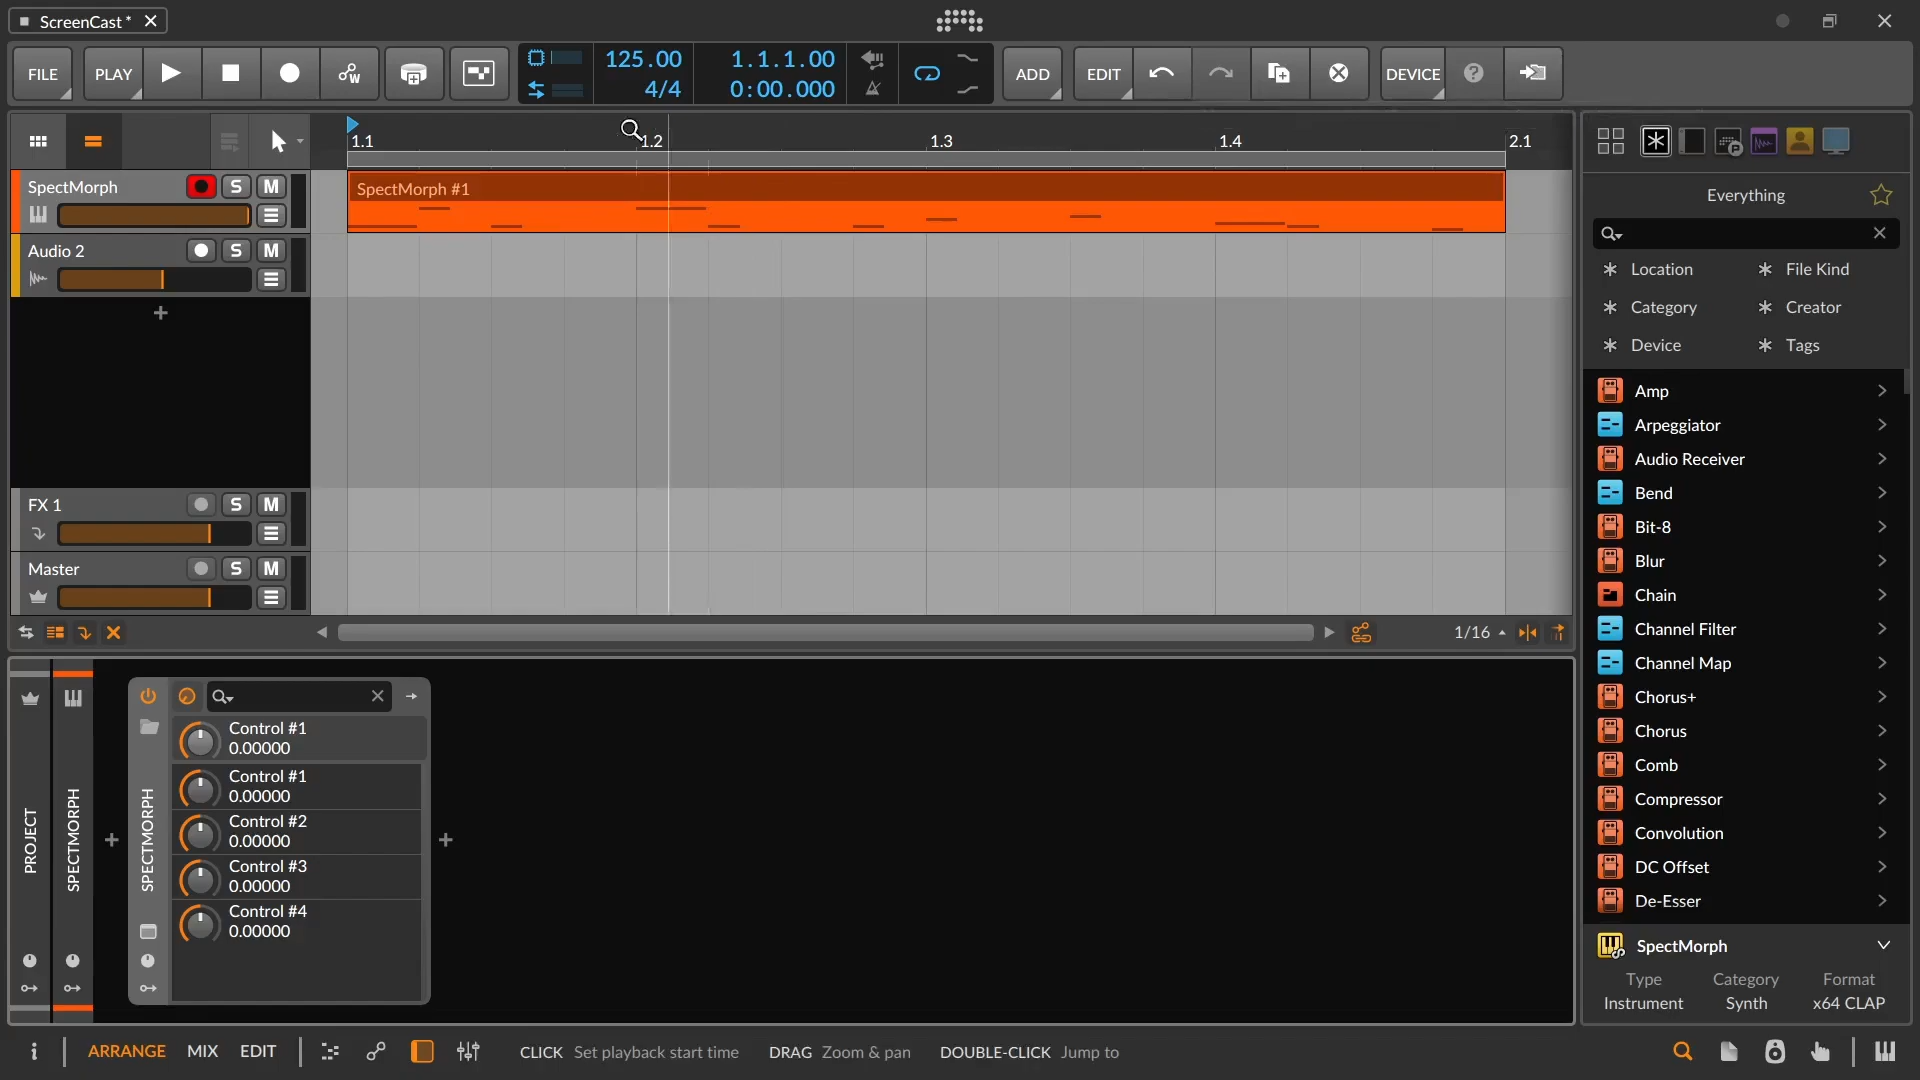 ScreenCast *
FILE
PLAY
125.00
4/4
1.1.1.00
0:00.000
ADD
EDIT
DEVICE
1.1
1.2
1.3
1.4
2.1
SpectMorph
S
M
SpectMorph #1
Audio 2
S
M
FX 1
S
M
Master
S
M
1/16
PROJECT
SPECTMORPH
SPECTMORPH
Control #1
0.00000
Control #1
0.00000
Control #2
0.00000
Control #3
0.00000
Control #4
0.00000
Everything
Location
File Kind
Category
Creator
Device
Tags
Amp
Arpeggiator
Audio Receiver
Bend
Bit-8
Blur
Chain
Channel Filter
Channel Map
Chorus+
Chorus
Comb
Compressor
Convolution
DC Offset
De-Esser
SpectMorph
Type Category Format
Instrument Synth x64 CLAP
ARRANGE MIX EDIT
CLICK Set playback start time DRAG Zoom & pan DOUBLE-CLICK Jump to